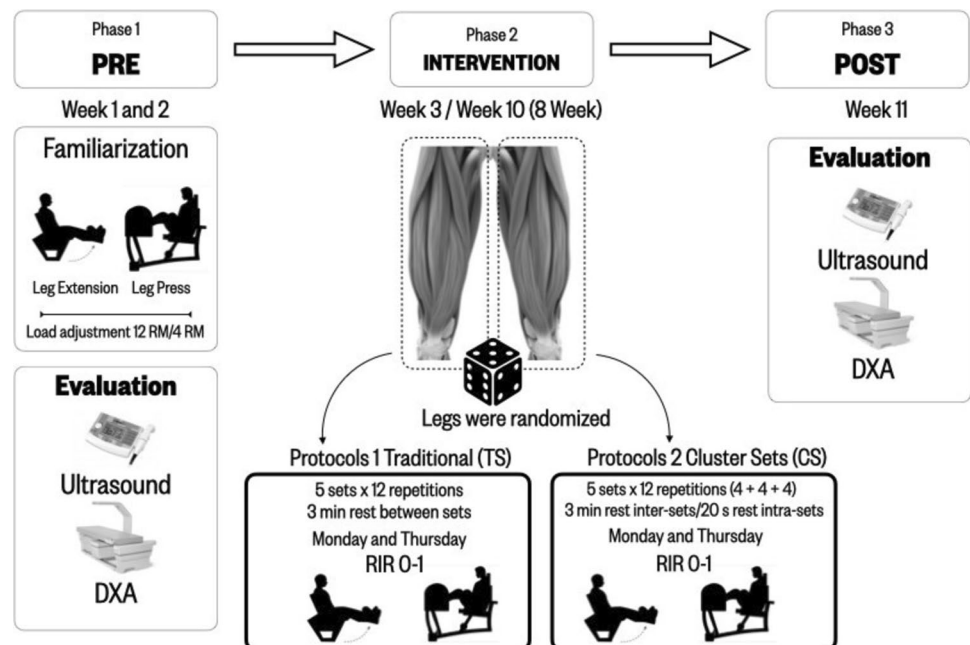 Phase 1
PRE
Phase 2
INTERVENTION
Phase 3
POST
Week 1 and 2
Week 3 / Week 10 (8 Week)
Week 11
Familiarization
Leg Extension
Leg Press
Load adjustment 12 RM/4 RM
Evaluation
Ultrasound
DXA
Legs were randomized
Protocols 1 Traditional (TS)
5 sets x 12 repetitions
3 min rest between sets
Monday and Thursday
RIR 0-1
Protocols 2 Cluster Sets (CS)
5 sets x 12 repetitions (4 + 4 + 4)
3 min rest inter-sets/20 s rest intra-sets
Monday and Thursday
RIR 0-1
Evaluation
Ultrasound
DXA